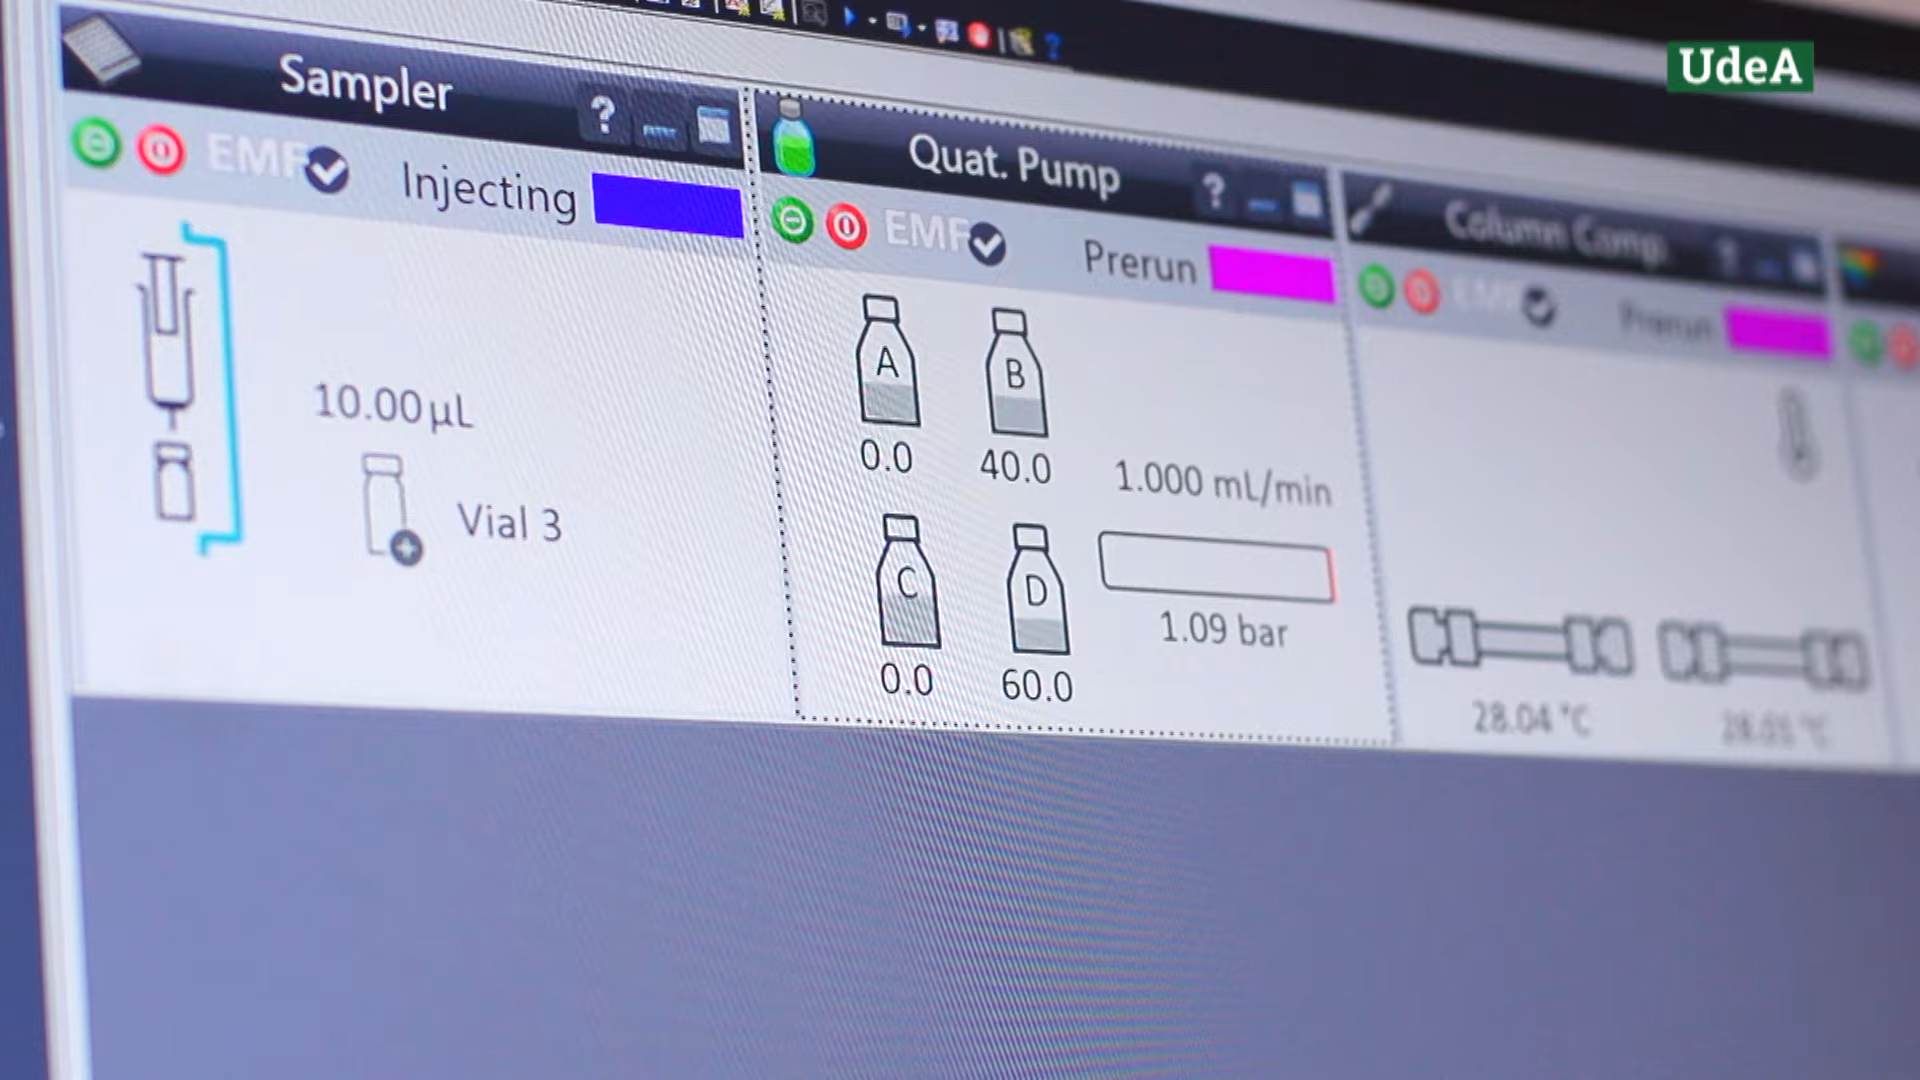 UdeA
Sampler
?
EMF
Injecting
10.00 µL
Vial 3
Quat. Pump
?
EMF
Prerun
A
B
0.0
40.0
1.000 mL/min
C
D
1.09 bar
0.0
60.0
Column Comp.
Prerun
28.04 °C